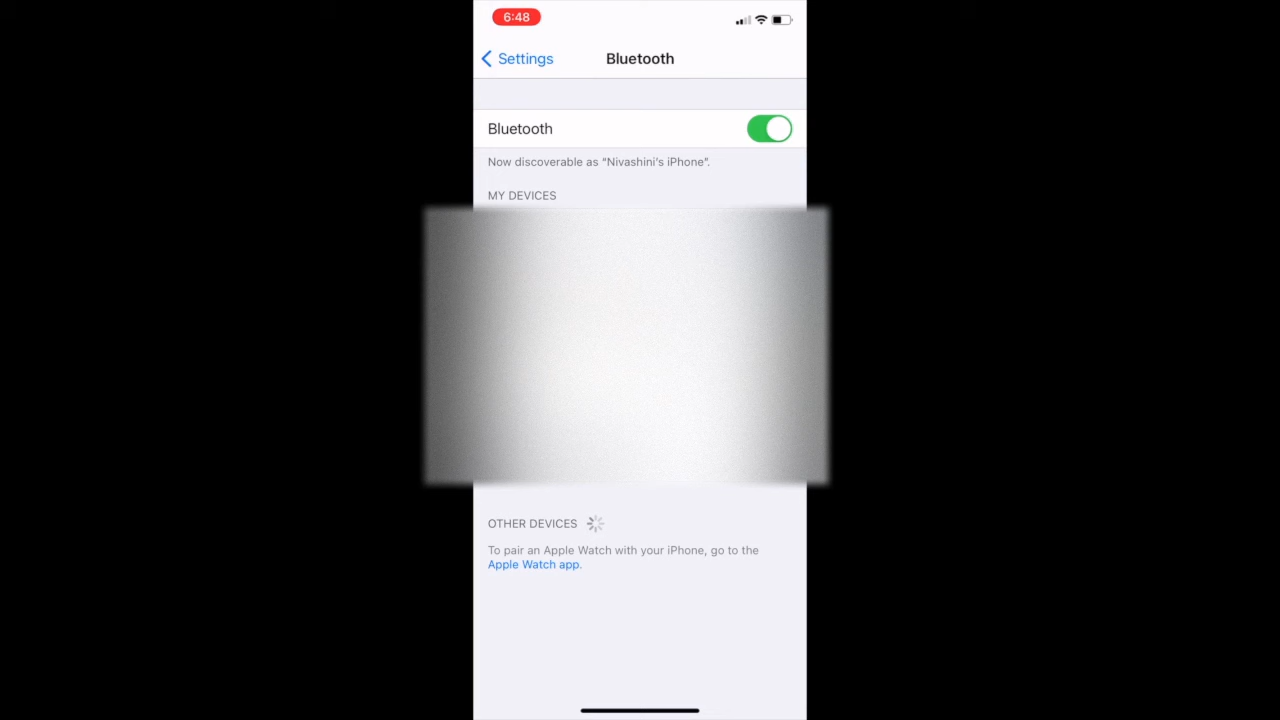 6:48
Settings
Bluetooth
Bluetooth
Now discoverable as “Nivashini’s iPhone”.
MY DEVICES
OTHER DEVICES
To pair an Apple Watch with your iPhone, go to the
Apple Watch app.